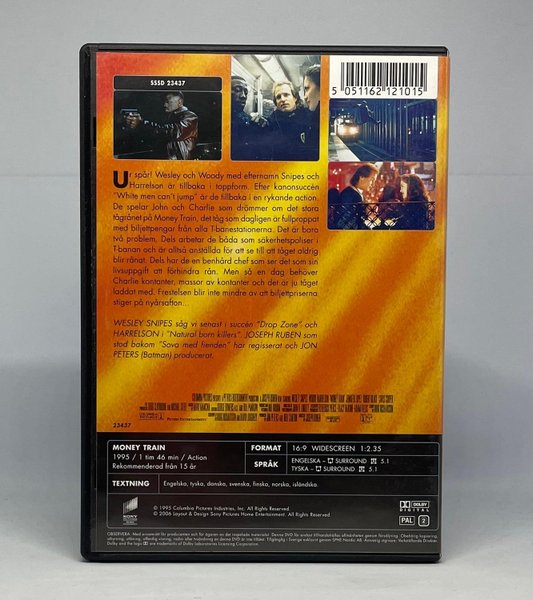 SSSD 23437
5 051162 121015
Ur spår! Wesley och Woody med efternamn Snipes och
Harrelson är tillbaka i toppform. Efter kanonsuccén
"White men can't jump" är de tillbaka i en rykande action.
De spelar John och Charlie som drömmer om det stora
tågrånet på Money Train, det tåg som dagligen är fullproppat
med biljettpengar från alla T-banestationerna. Det är bara
två problem. Dels arbetar de båda som säkerhetspoliser i
T-banan och är alltså anställda för att se till att tåget aldrig
blir rånat. Dels har de en benhård chef som ser det som sin
livsuppgift att förhindra rån. Men så en dag behöver
Charlie kontanter, massor av kontanter och det är ju tåget
laddat med. Frestelsen blir inte mindre av att biljettpriserna
stiger på nyårsafton...
WESLEY SNIPES såg vi senast i succén "Drop Zone" och
HARRELSON i "Natural born killers". JOSEPH RUBEN som
stod bakom "Sova med fienden" har regisserat och JON
PETERS (Batman) producerat.
23437
MONEY TRAIN
1995 / 1 tim 46 min / Action
Rekommenderad från 15 år
FORMAT 16:9 WIDESCREEN 1:2.35
SPRÅK ENGELSKA – SURROUND 5.1
TYSKA – SURROUND 5.1
TEXTNING Engelska, tyska, danska, svenska, finska, norska, isländska.
© 1995 Columbia Pictures Industries, Inc.
© 2006 Layout & Design Sony Pictures Home Entertainment. All Rights Reserved.
SONY
PICTURES
DOLBY
DIGITAL
PAL 2